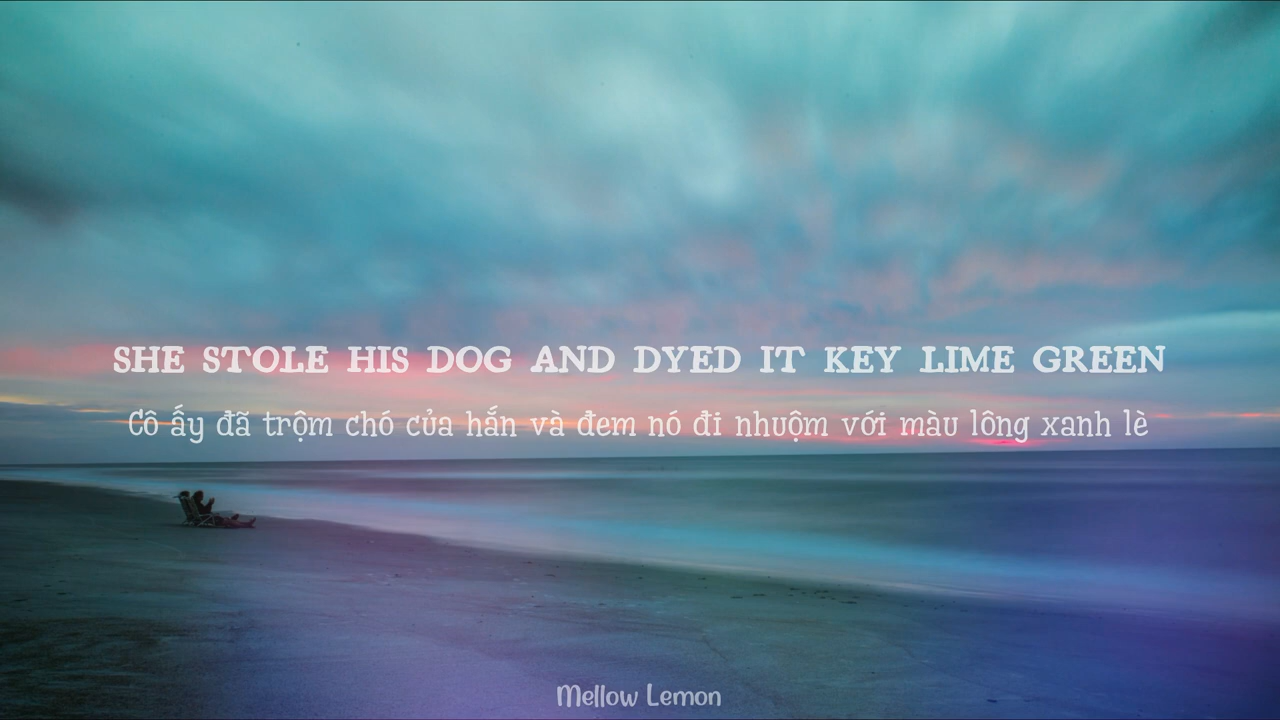 SHE STOLE HIS DOG AND DYED IT KEY LIME GREEN
Cô ấy đã trộm chó của hắn và đem nó đi nhuộm với màu lông xanh lè
Mellow Lemon